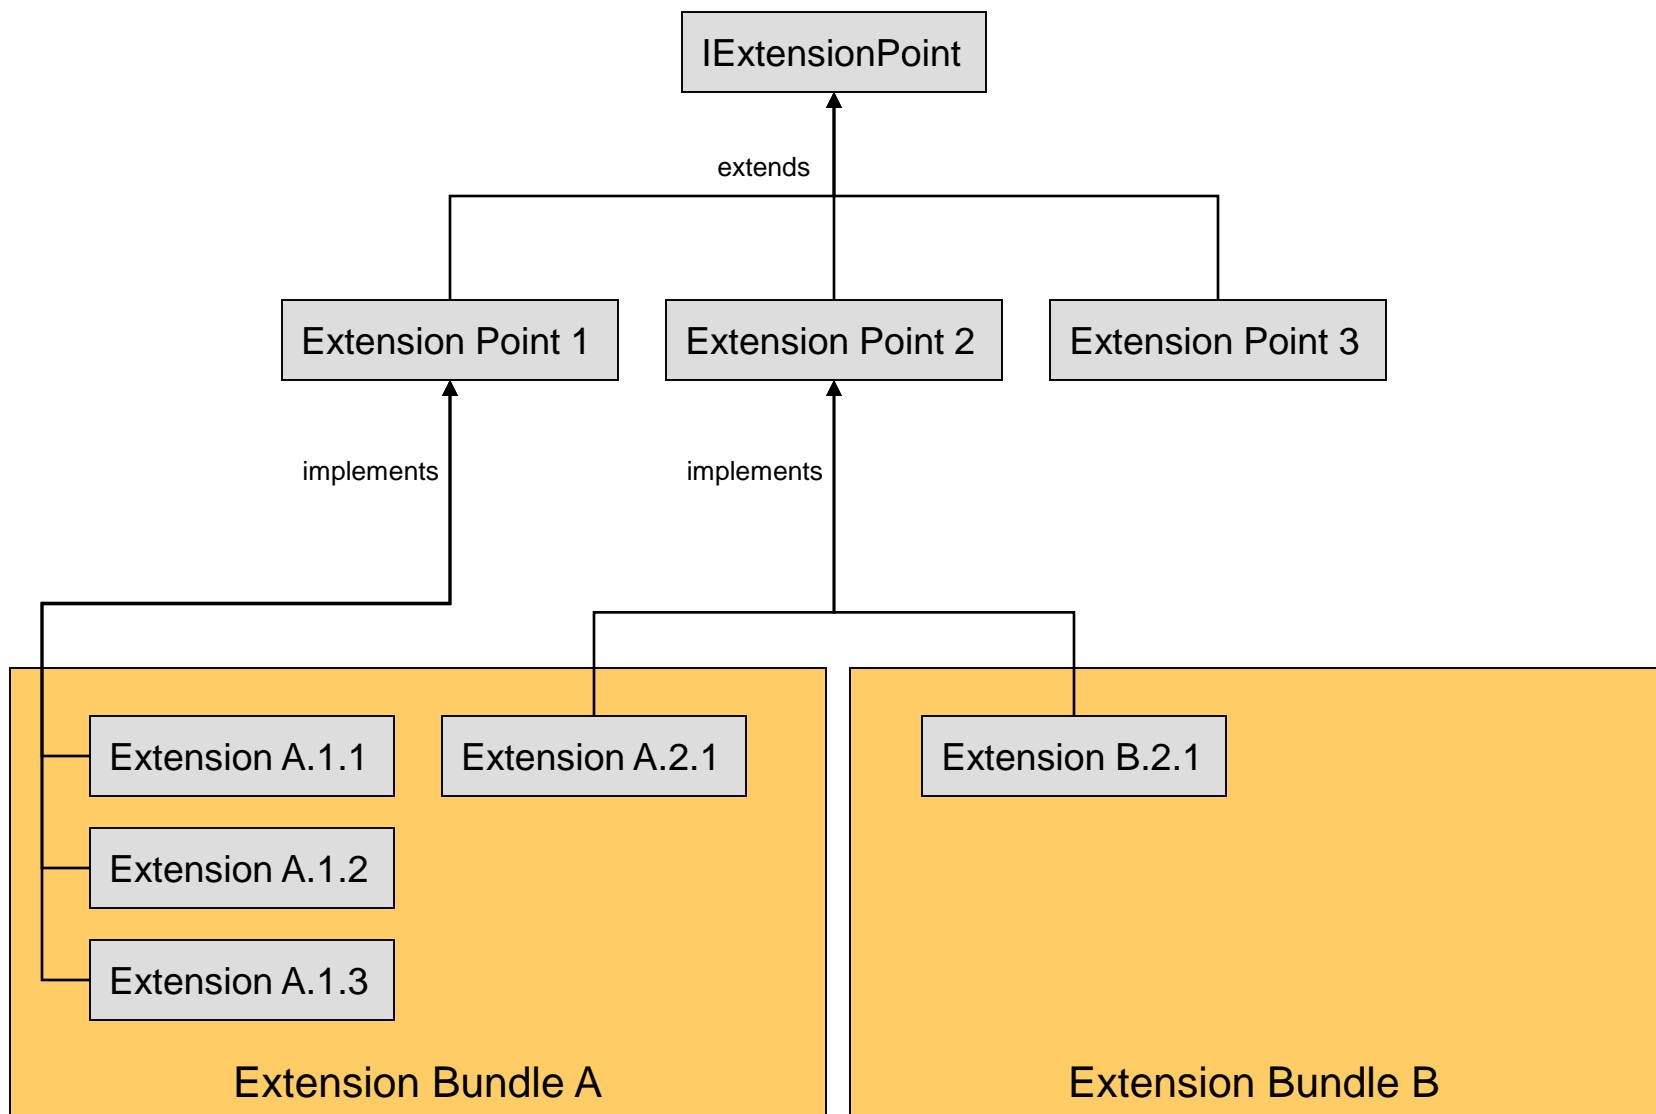 IExtensionPoint
extends
Extension Point 1
Extension Point 2
Extension Point 3
implements
implements
Extension A.1.1
Extension A.2.1
Extension B.2.1
Extension A.1.2
Extension A.1.3
Extension Bundle A
Extension Bundle B